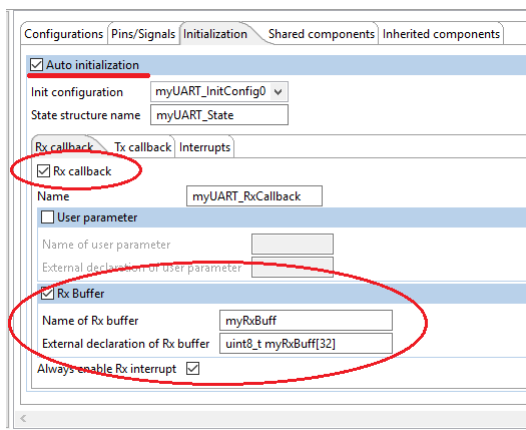 Configurations Pins/Signals Initialization Shared components Inherited components
Auto initialization
Init configuration myUART_InitConfig0
State structure name myUART_State
Rx callback Tx callback Interrupts
Rx callback
Name myUART_RxCallback
User parameter
Name of user parameter
External declaration of user parameter
Rx Buffer
Name of Rx buffer myRxBuff
External declaration of Rx buffer uint8_t myRxBuff[32]
Always enable Rx interrupt